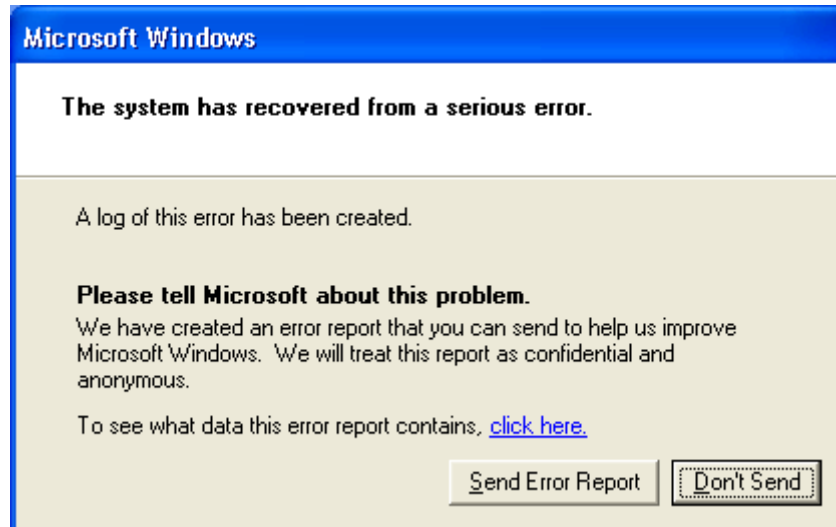 Microsoft Windows
The system has recovered from a serious error.
A log of this error has been created.
Please tell Microsoft about this problem.
We have created an error report that you can send to help us improve
Microsoft Windows.  We will treat this report as confidential and
anonymous.
To see what data this error report contains, click here.
Send Error Report Don't Send